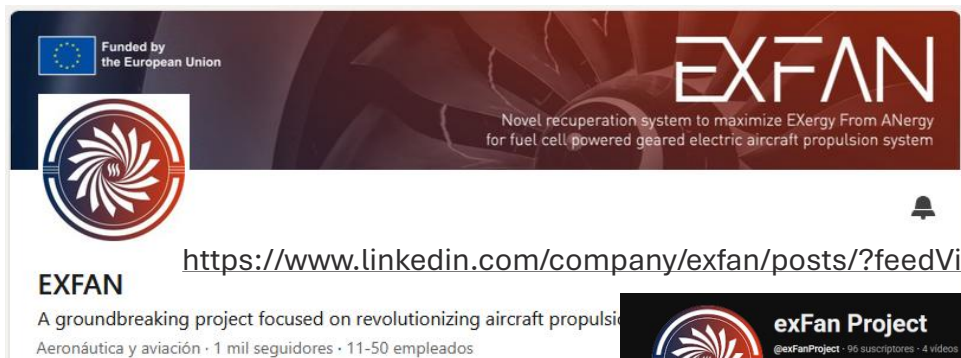 Funded by
the European Union
EXFAN
Novel recuperation system to maximize EXergy From ANergy
for fuel cell powered geared electric aircraft propulsion system
https://www.linkedin.com/company/exfan/posts/?feedVi
EXFAN
A groundbreaking project focused on revolutionizing aircraft propulsio
Aeronáutica y aviación · 1 mil seguidores · 11-50 empleados
exFan Project
@exFanProject · 96 suscriptores · 4 vídeos